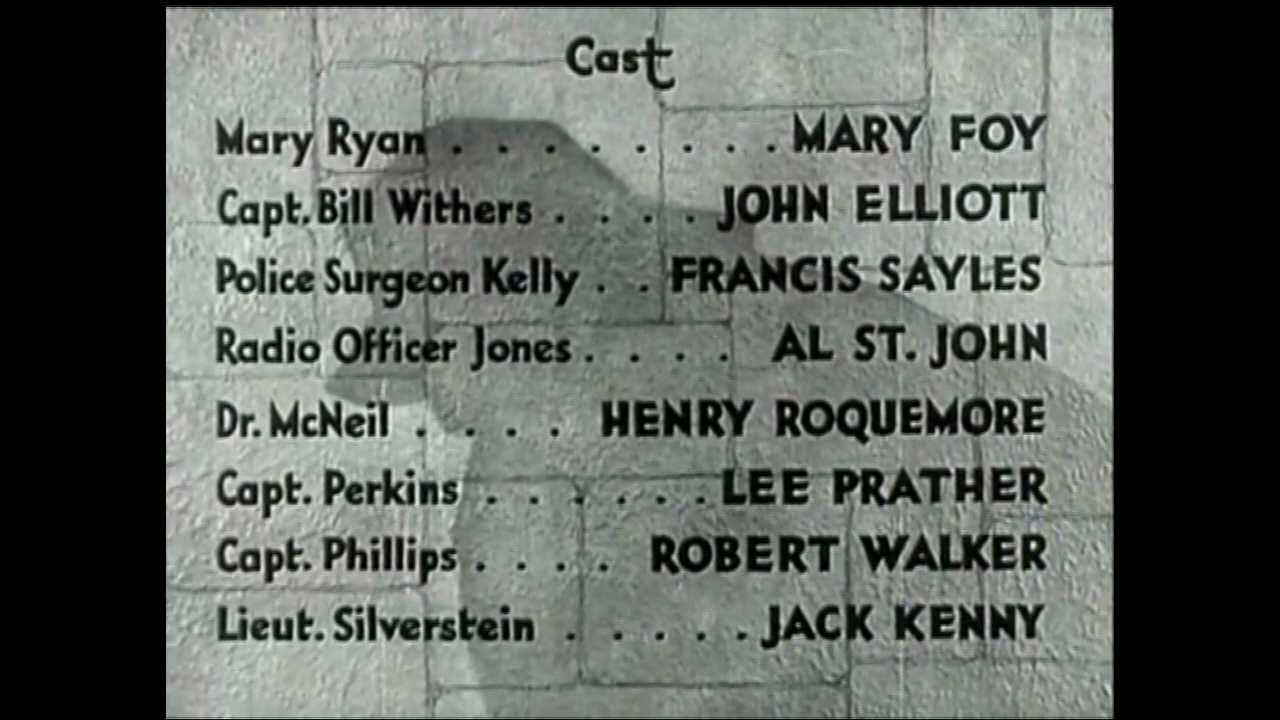 Cast
Mary Ryan . . . . . . . . MARY FOY
Capt. Bill Withers . . . . JOHN ELLIOTT
Police Surgeon Kelly . . FRANCIS SAYLES
Radio Officer Jones . . . . AL ST. JOHN
Dr. McNeil . . . . HENRY ROQUEMORE
Capt. Perkins . . . . . . LEE PRATHER
Capt. Phillips . . . . ROBERT WALKER
Lieut. Silverstein . . . . . JACK KENNY